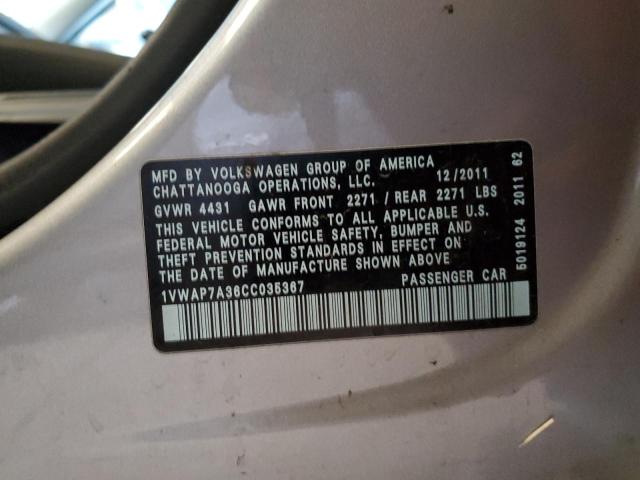 MFD BY VOLKSWAGEN GROUP OF AMERICA
CHATTANOOGA OPERATIONS, LLC. 12/2011
GVWR 4431 GAWR FRONT 2271 / REAR 2271 LBS
THIS VEHICLE CONFORMS TO ALL APPLICABLE U.S.
FEDERAL MOTOR VEHICLE SAFETY, BUMPER AND
THEFT PREVENTION STANDARDS IN EFFECT ON
THE DATE OF MANUFACTURE SHOWN ABOVE
1VWAP7A36CC035367 PASSENGER CAR
5019124 2011 62